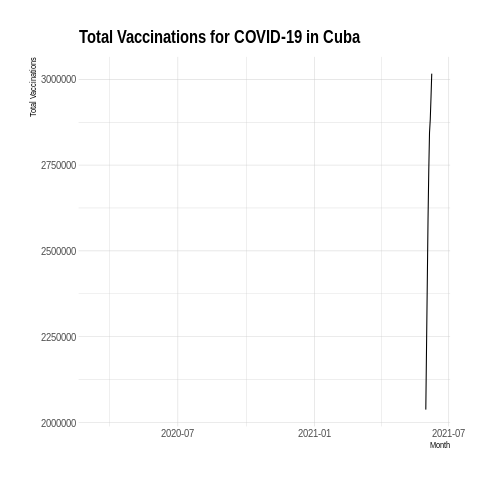 Total Vaccinations for COVID-19 in Cuba
Total Vaccinations
3000000
2750000
2500000
2250000
2000000
2020-07 2021-01 2021-07
Month